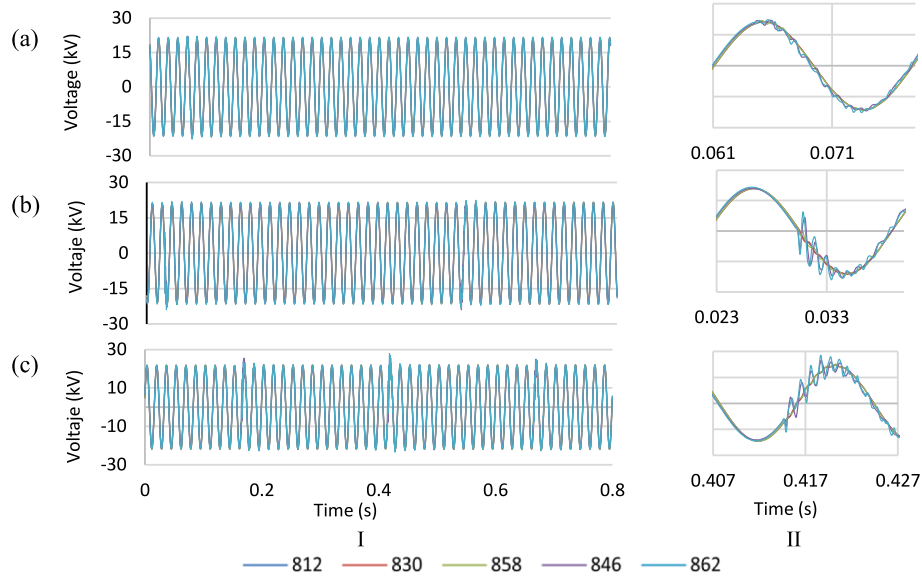 (a)
Voltage (kV)
30
15
0
-15
-30
0.061 0.071
(b)
Voltaje (kV)
30
15
0
-15
-30
0.023 0.033
(c)
Voltaje (kV)
30
10
-10
-30
0 0.2 0.4 0.6 0.8
Time (s)
I
0.407 0.417 0.427
Time (s)
II
812 830 858 846 862